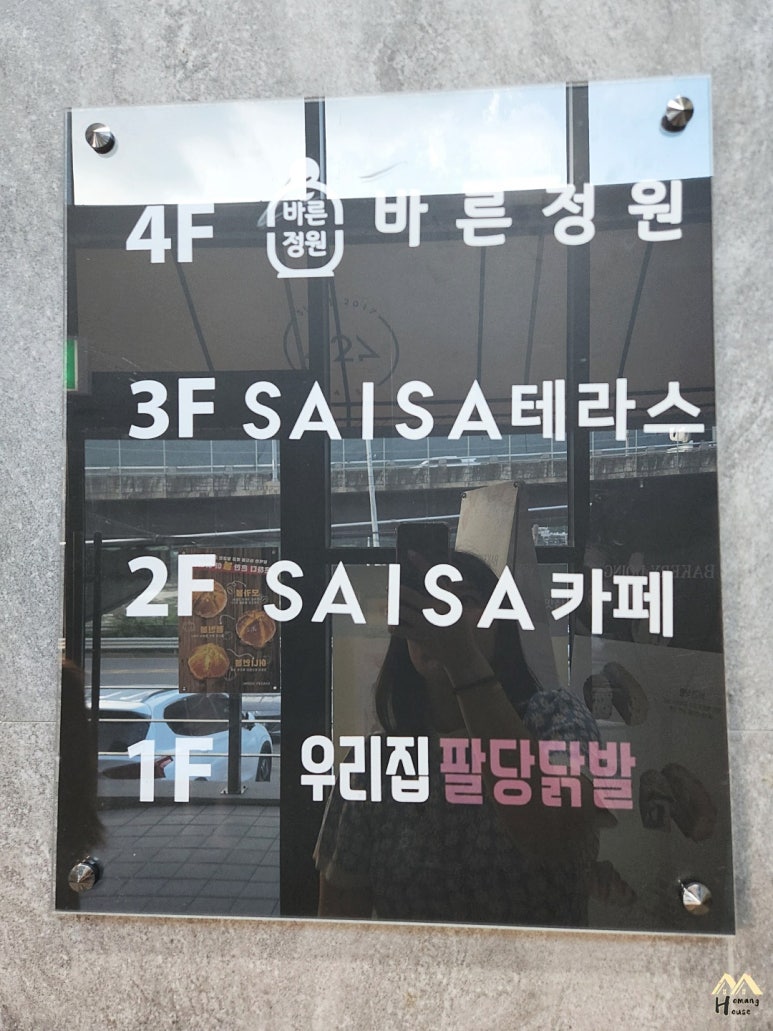 4F 바른 정원 바른정원
3F SAISA테라스
2F SAISA카페
1F 우리집 팔당닭발
Homang House